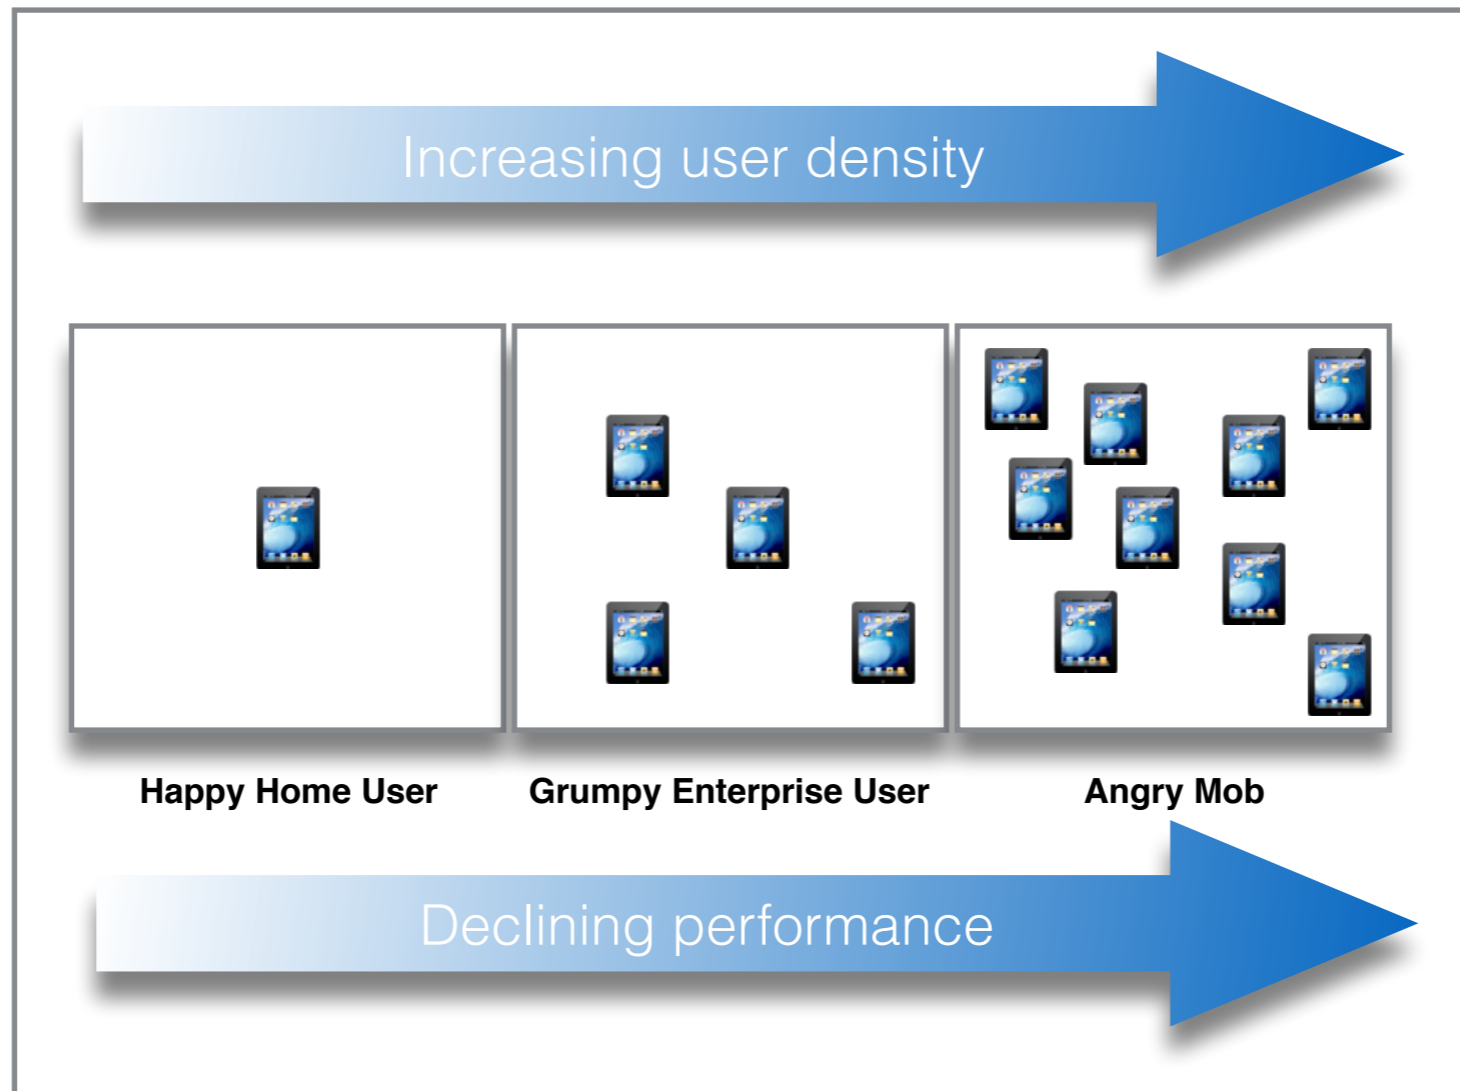 Increasing user density
Happy Home User
Grumpy Enterprise User
Angry Mob
Declining performance